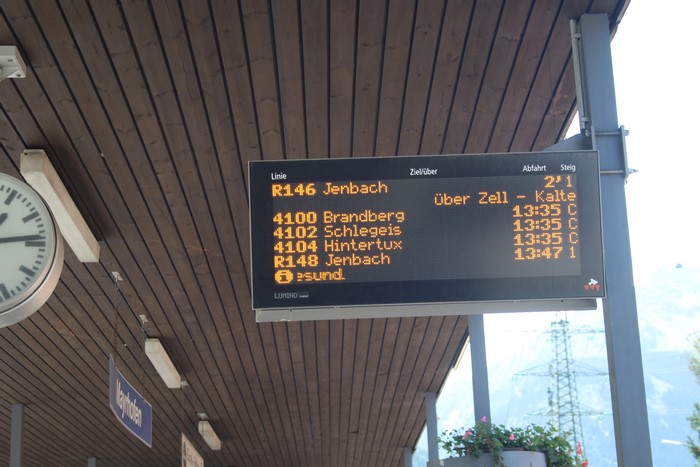 Linie Ziel/über Abfahrt Steig
R146 Jenbach 2' 1
über Zell - Kalte
4100 Brandberg 13:35 C
4102 Schlegeis 13:35 C
4104 Hintertux 13:35 C
R148 Jenbach 13:47 1
i esund.
LUMINO
Mayrhofen